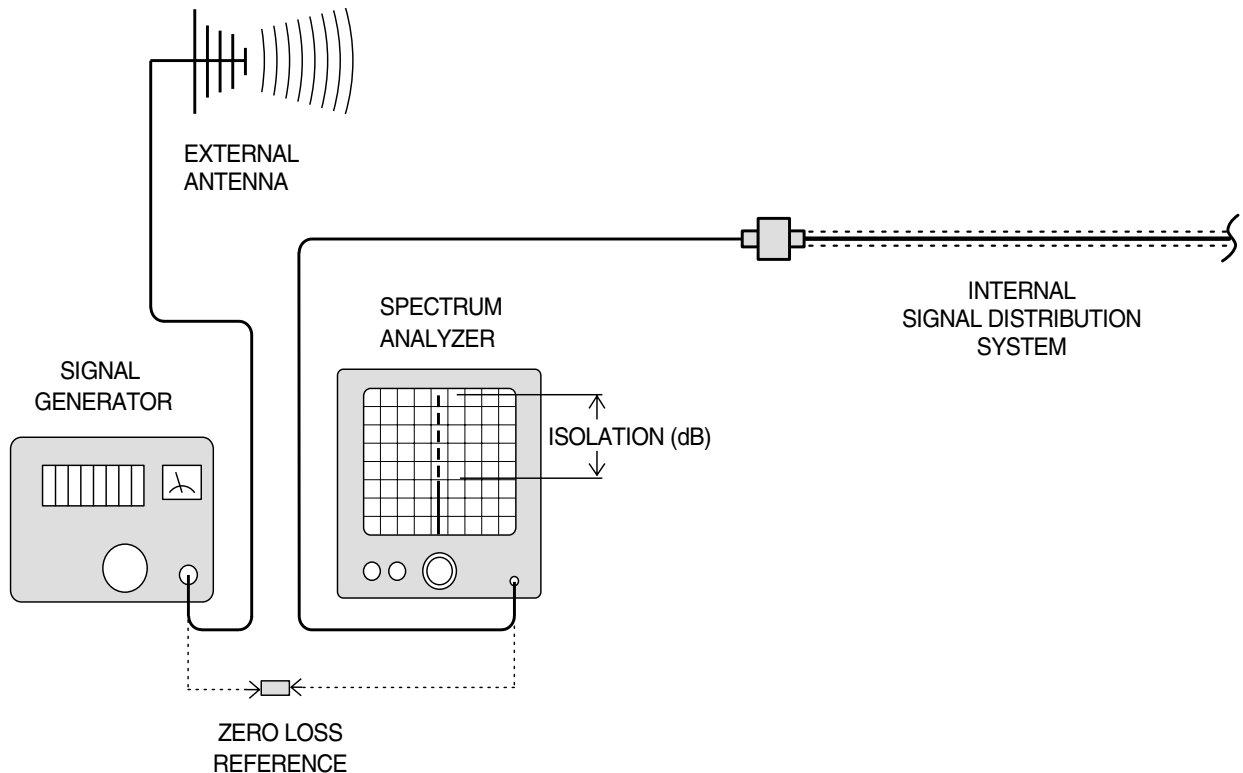 EXTERNAL
ANTENNA
SPECTRUM
ANALYZER
INTERNAL
SIGNAL DISTRIBUTION
SYSTEM
SIGNAL
GENERATOR
ISOLATION (dB)
ZERO LOSS
REFERENCE